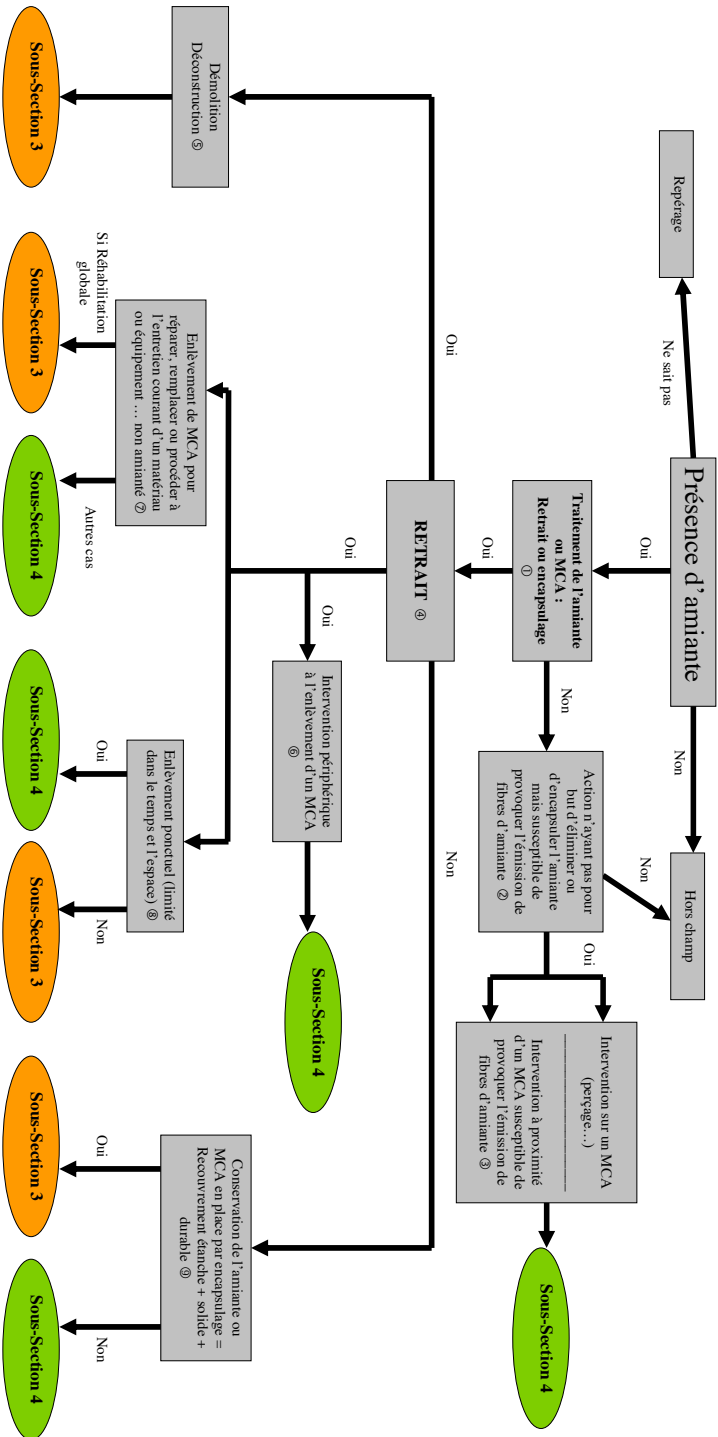 Présence d'amiante
Ne sait pas
Oui
Non
Repérage
Hors champ
Traitement de l'amiante
ou MCA :
Retrait ou encapsulage
①
Non
Oui
Action n'ayant pas pour
but d'éliminer ou
d'encapsuler l'amiante
mais susceptible de
provoquer l'émission de
fibres d'amiante ②
Non
Oui
Intervention sur un MCA
(perçage…)
Intervention à proximité
d'un MCA susceptible de
provoquer l'émission de
fibres d'amiante ③
Sous-Section 4
RETRAIT ④
Oui
Oui
Non
Oui
Intervention périphérique
à l'enlèvement d'un MCA
⑥
Sous-Section 4
Démolition
Déconstruction ⑤
Enlèvement de MCA pour
réparer, remplacer ou procéder à
l'entretien courant d'un matériau
ou équipement … non amianté ⑦
Enlèvement ponctuel (limité
dans le temps et l'espace) ⑧
Conservation de l'amiante ou
MCA en place par encapsulage =
Recouvrement étanche + solide +
durable ⑨
Si Réhabilitation
globale
Autres cas
Oui
Non
Oui
Non
Sous-Section 3
Sous-Section 3
Sous-Section 4
Sous-Section 4
Sous-Section 3
Sous-Section 3
Sous-Section 4